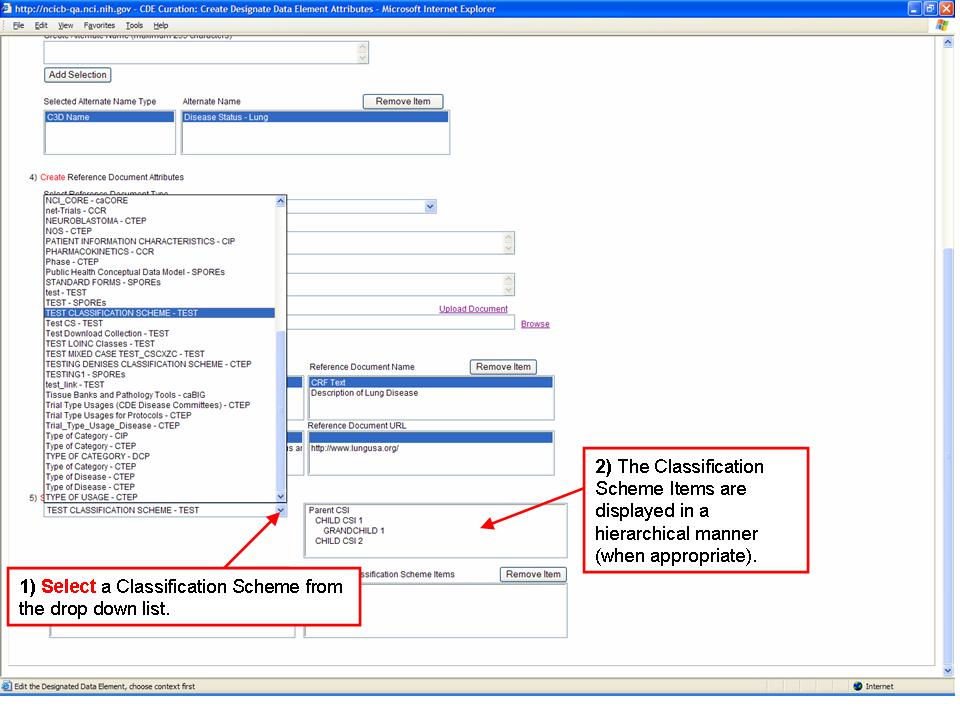 http://ncicb-qa.nci.nih.gov - CDE Curation: Create Designate Data Element Attributes - Microsoft Internet Explorer
File Edit View Favorites Tools Help
Create Alternate Name (maximum 255 characters)
Add Selection
Selected Alternate Name Type Alternate Name Remove Item
C3D Name Disease Status - Lung
4) Create Reference Document Attributes
Select Reference Document Type
NCI_CORE - caCORE
net-Trials - CCR
NEUROBLASTOMA - CTEP
NOS - CTEP
PATIENT INFORMATION CHARACTERISTICS - CIP
PHARMACOKINETICS - CCR
Phase - CTEP
Public Health Conceptual Data Model - SPOREs
STANDARD FORMS - SPOREs
test - TEST
TEST - SPOREs
TEST CLASSIFICATION SCHEME - TEST
Test CS - TEST
Test Download Collection - TEST
TEST LOINC Classes - TEST
TEST MIXED CASE TEST_CSCXZC - TEST
TESTING DENISES CLASSIFICATION SCHEME - CTEP
TESTING1 - SPOREs
test_link - TEST
Tissue Banks and Pathology Tools - caBIG
Trial Type Usages (CDE Disease Committees) - CTEP
Trial Type Usages for Protocols - CTEP
Trial_Type_Usage_Disease - CTEP
Type of Category - CIP
Type of Category - CTEP
TYPE OF CATEGORY - DCP
Type of Category - CTEP
Type of Disease - CTEP
Type of Disease - CTEP
TYPE OF USAGE - CTEP
Upload Document
Browse
Reference Document Name Remove Item
CRF Text
Description of Lung Disease
Reference Document URL
http://www.lungusa.org/
5) S
TEST CLASSIFICATION SCHEME - TEST
Parent CSI
CHILD CSI 1
GRANDCHILD 1
CHILD CSI 2
2) The Classification
Scheme Items are
displayed in a
hierarchical manner
(when appropriate).
1) Select a Classification Scheme from
the drop down list.
assification Scheme Items Remove Item
Edit the Designated Data Element, choose context first Internet